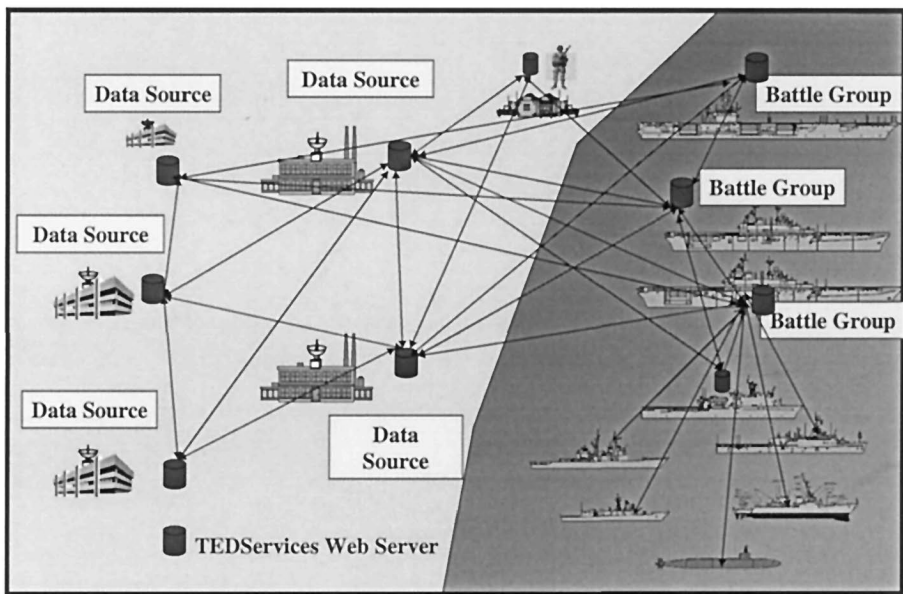 Data Source
Data Source
Battle Group
Battle Group
Data Source
Battle Group
Data Source
Data
Source
TEDServices Web Server